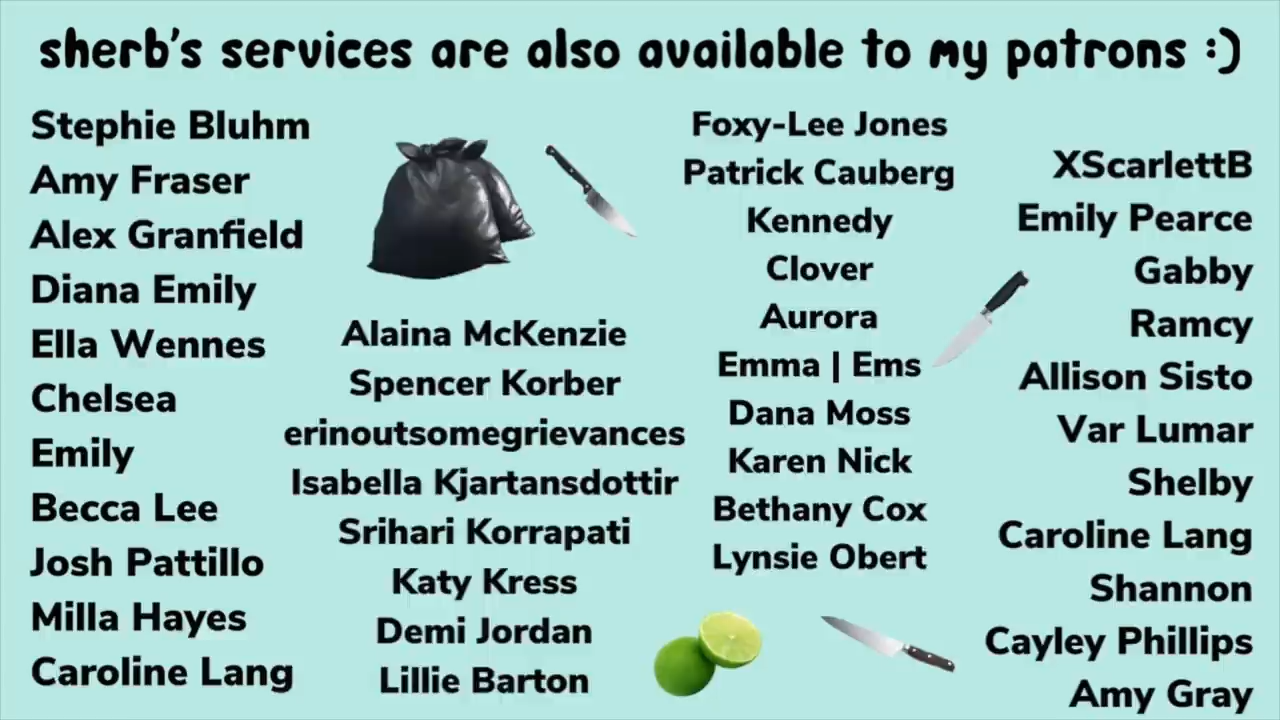 sherb's services are also available to my patrons :)
Stephie Bluhm
Amy Fraser
Alex Granfield
Diana Emily
Ella Wennes
Chelsea
Emily
Becca Lee
Josh Pattillo
Milla Hayes
Caroline Lang
Alaina McKenzie
Spencer Korber
erinoutsomegrievances
Isabella Kjartansdottir
Srihari Korrapati
Katy Kress
Demi Jordan
Lillie Barton
Foxy-Lee Jones
Patrick Cauberg
Kennedy
Clover
Aurora
Emma | Ems
Dana Moss
Karen Nick
Bethany Cox
Lynsie Obert
XScarlettB
Emily Pearce
Gabby
Ramcy
Allison Sisto
Var Lumar
Shelby
Caroline Lang
Shannon
Cayley Phillips
Amy Gray